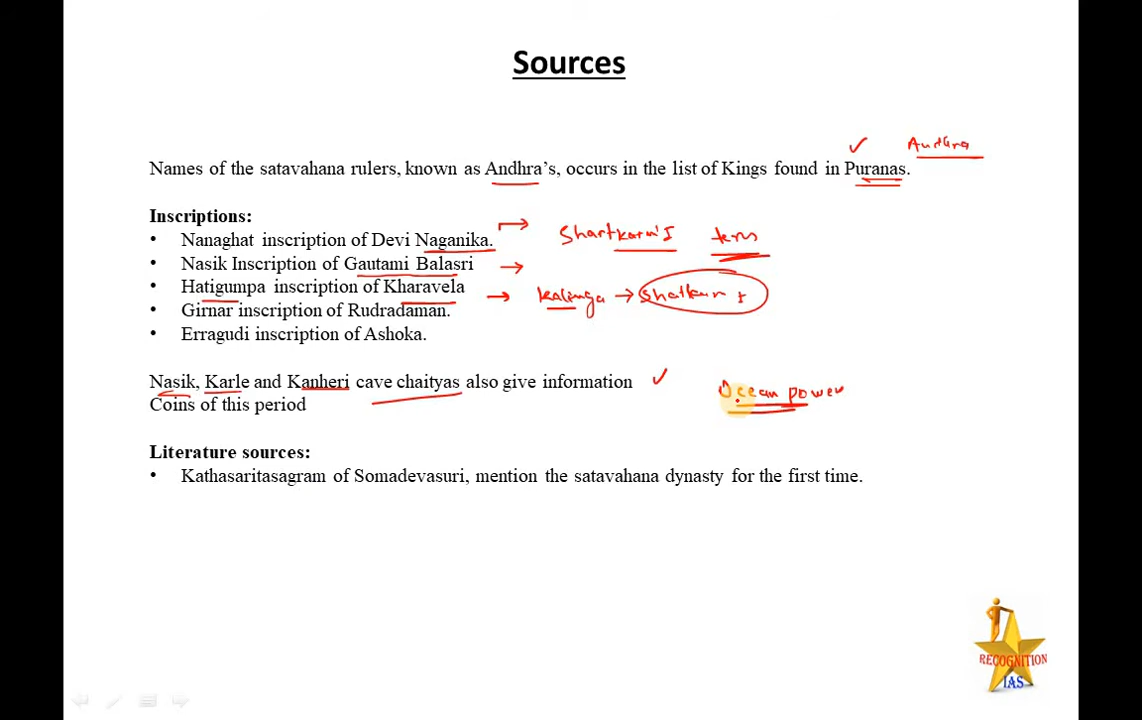 Sources
Andhra
Names of the satavahana rulers, known as Andhra's, occurs in the list of Kings found in Puranas.
Inscriptions:
• Nanaghat inscription of Devi Naganika. → Shartkarni I
• Nasik Inscription of Gautami Balasri →
• Hatigumpa inscription of Kharavela → Kalinga →
• Girnar inscription of Rudradaman.
• Erragudi inscription of Ashoka.
Nasik, Karle and Kanheri cave chaityas also give information ✓ Ocean power
Coins of this period
Literature sources:
• Kathasaritasagram of Somadevasuri, mention the satavahana dynasty for the first time.
RECOGNITION
IAS